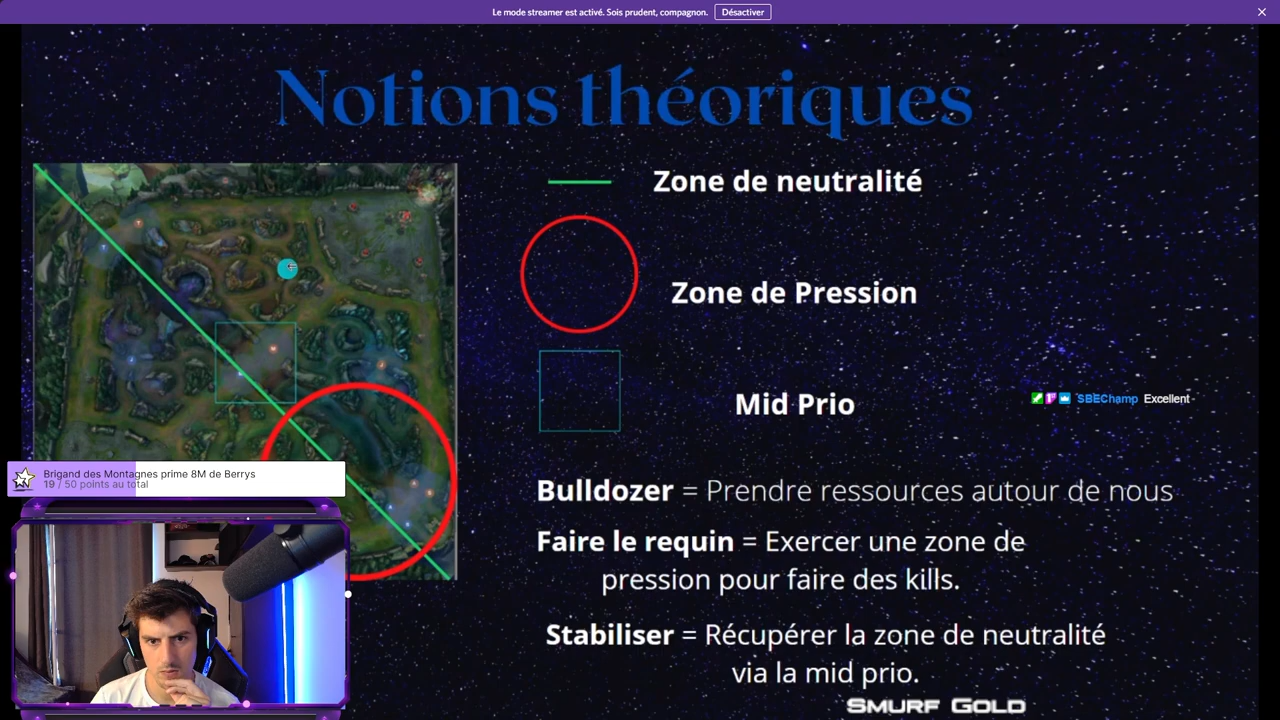 Le mode streamer est activé. Sois prudent, compagnon. Désactiver
Notions théoriques
Zone de neutralité
Zone de Pression
Mid Prio
SBEChamp Excellent
Brigand des Montagnes prime 8M de Berrys
19 / 50 points au total
Bulldozer = Prendre ressources autour de nous
Faire le requin = Exercer une zone de
pression pour faire des kills.
Stabiliser = Récupérer la zone de neutralité
via la mid prio.
SMURF GOLD